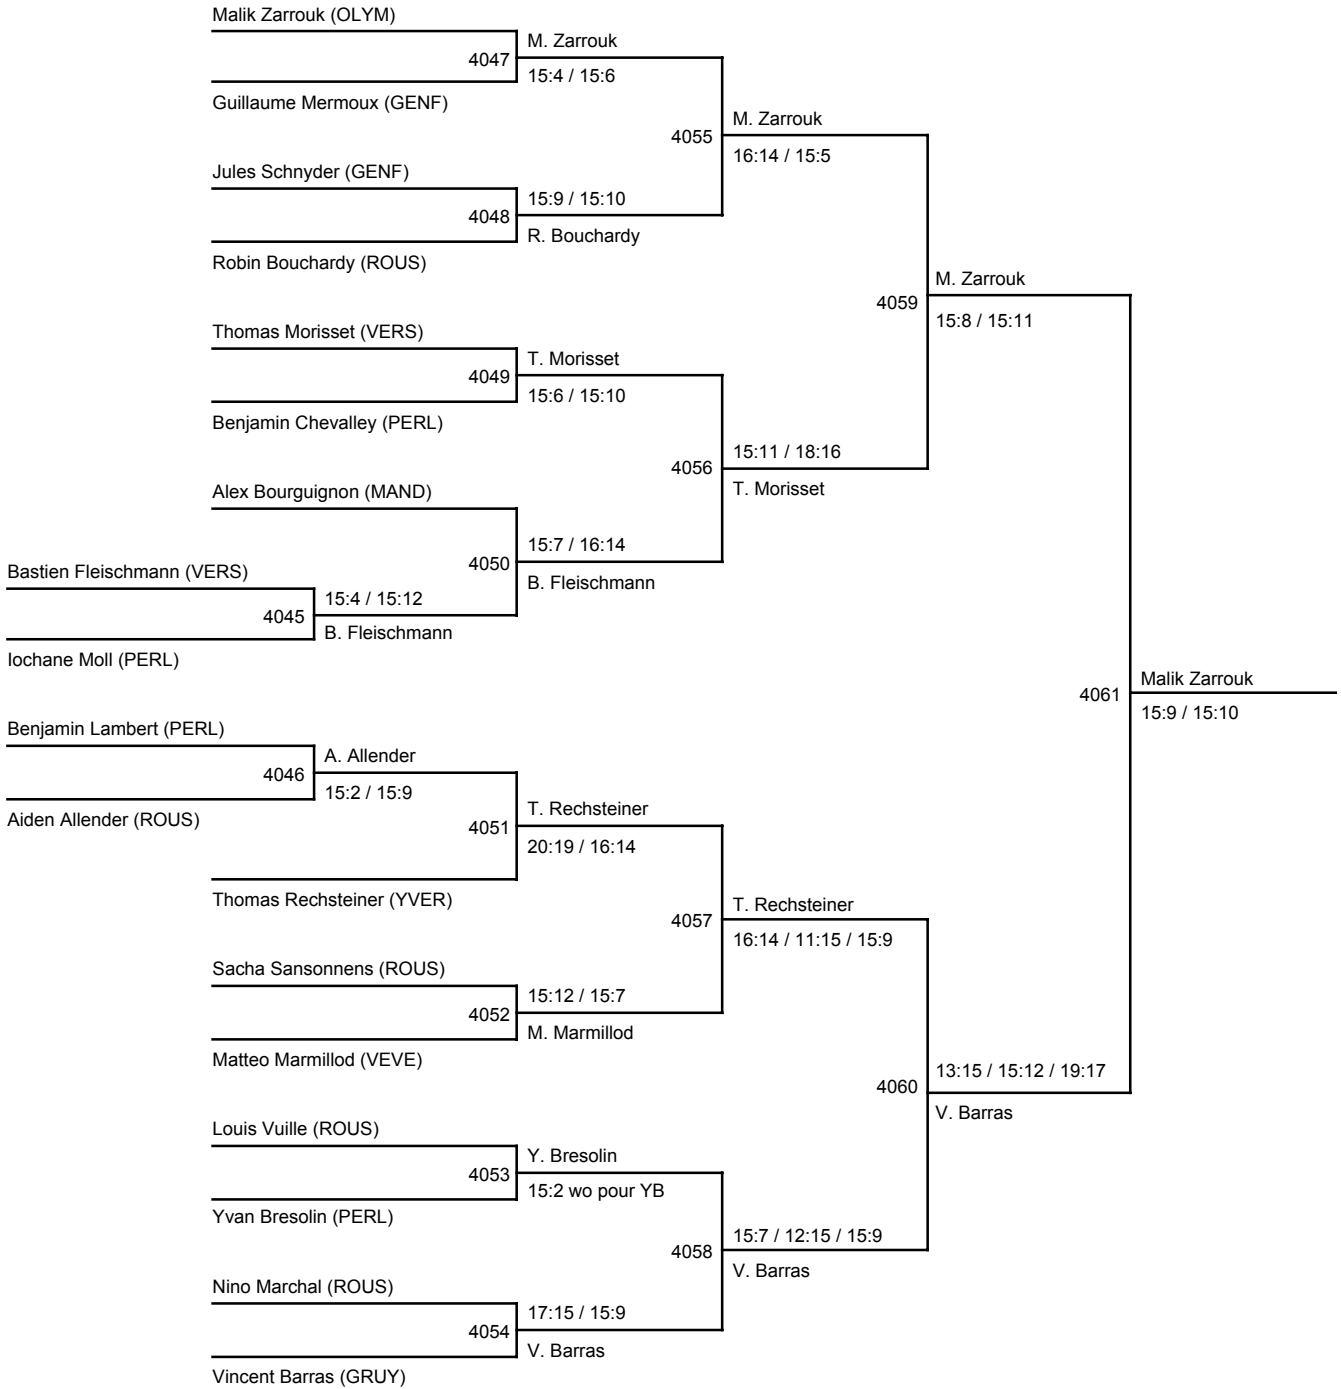 Malik Zarrouk (OLYM)
4047
M. Zarrouk
15:4 / 15:6
Guillaume Mermoux (GENF)
4055
M. Zarrouk
16:14 / 15:5
Jules Schnyder (GENF)
4048
15:9 / 15:10
R. Bouchardy
Robin Bouchardy (ROUS)
4059
M. Zarrouk
15:8 / 15:11
Thomas Morisset (VERS)
4049
T. Morisset
15:6 / 15:10
Benjamin Chevalley (PERL)
4056
15:11 / 18:16
T. Morisset
Alex Bourguignon (MAND)
4050
15:7 / 16:14
B. Fleischmann
Bastien Fleischmann (VERS)
4045
15:4 / 15:12
B. Fleischmann
Iochane Moll (PERL)
4061
Malik Zarrouk
15:9 / 15:10
Benjamin Lambert (PERL)
4046
A. Allender
15:2 / 15:9
Aiden Allender (ROUS)
4051
T. Rechsteiner
20:19 / 16:14
Thomas Rechsteiner (YVER)
4057
T. Rechsteiner
16:14 / 11:15 / 15:9
Sacha Sansonnens (ROUS)
4052
15:12 / 15:7
M. Marmillod
Matteo Marmillod (VEVE)
4060
13:15 / 15:12 / 19:17
V. Barras
Louis Vuille (ROUS)
4053
Y. Bresolin
15:2 wo pour YB
Yvan Bresolin (PERL)
4058
15:7 / 12:15 / 15:9
V. Barras
Nino Marchal (ROUS)
4054
17:15 / 15:9
V. Barras
Vincent Barras (GRUY)